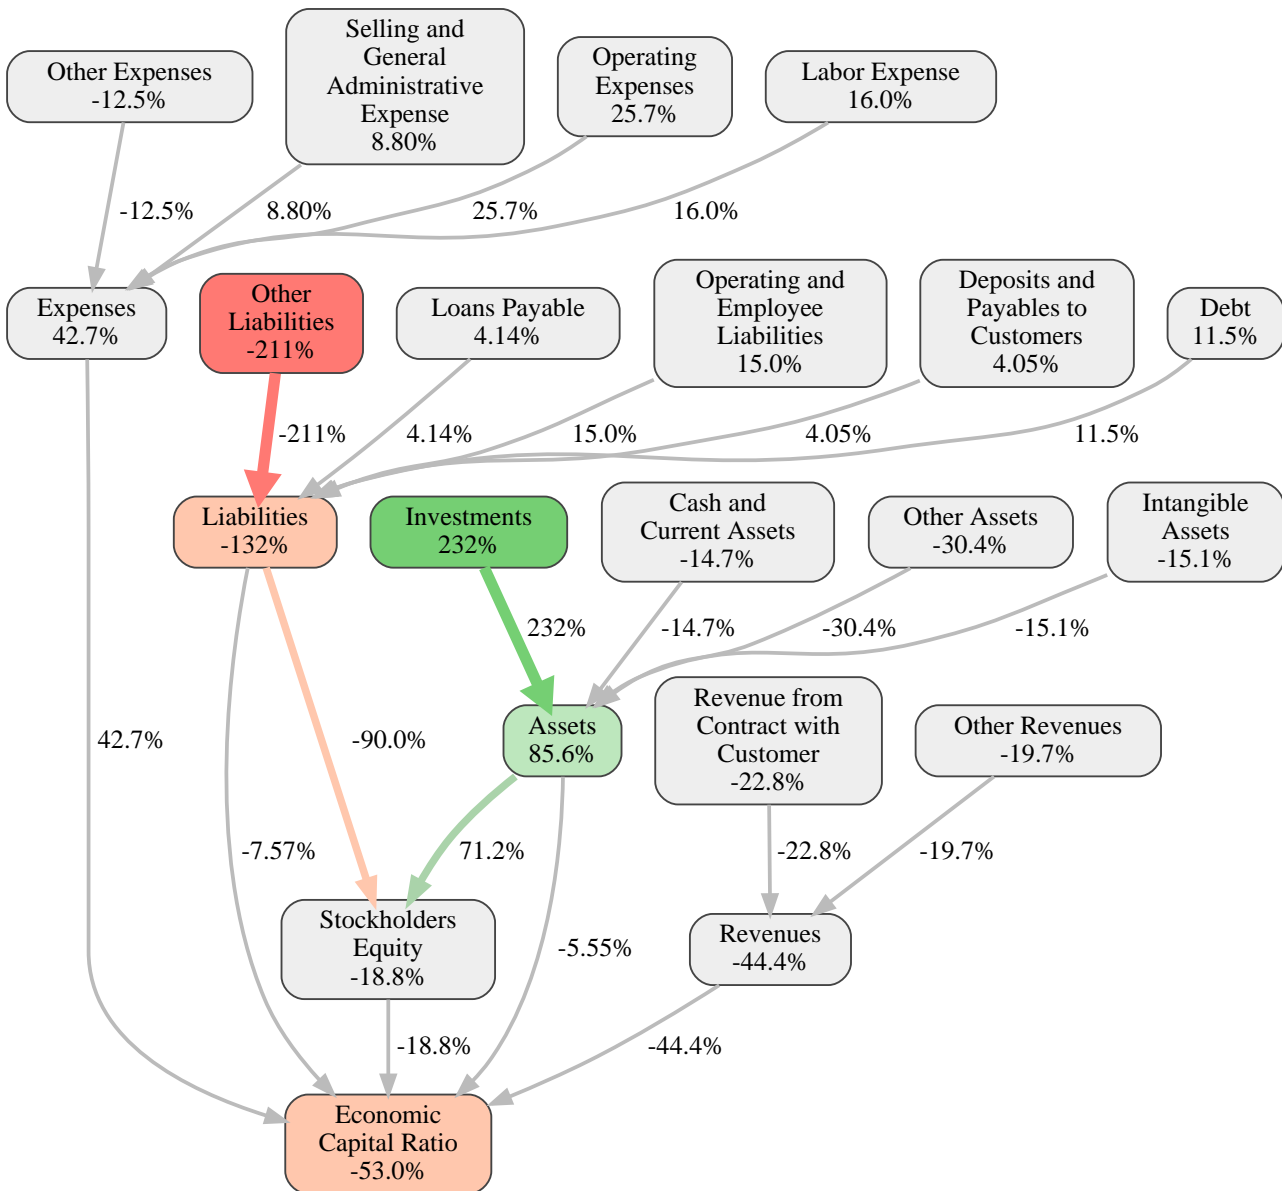 Other Expenses
-12.5%
Selling and
General
Administrative
Expense
8.80%
Operating
Expenses
25.7%
Labor Expense
16.0%
-12.5%
8.80%
25.7%
16.0%
Expenses
42.7%
Other
Liabilities
-211%
Loans Payable
4.14%
Operating and
Employee
Liabilities
15.0%
Deposits and
Payables to
Customers
4.05%
Debt
11.5%
-211%
4.14%
15.0%
4.05%
11.5%
Liabilities
-132%
Investments
232%
Cash and
Current Assets
-14.7%
Other Assets
-30.4%
Intangible
Assets
-15.1%
232%
-14.7%
-30.4%
-15.1%
42.7%
-90.0%
Assets
85.6%
Revenue from
Contract with
Customer
-22.8%
Other Revenues
-19.7%
-7.57%
71.2%
-22.8%
-19.7%
Stockholders
Equity
-18.8%
-5.55%
Revenues
-44.4%
-18.8%
-44.4%
Economic
Capital Ratio
-53.0%